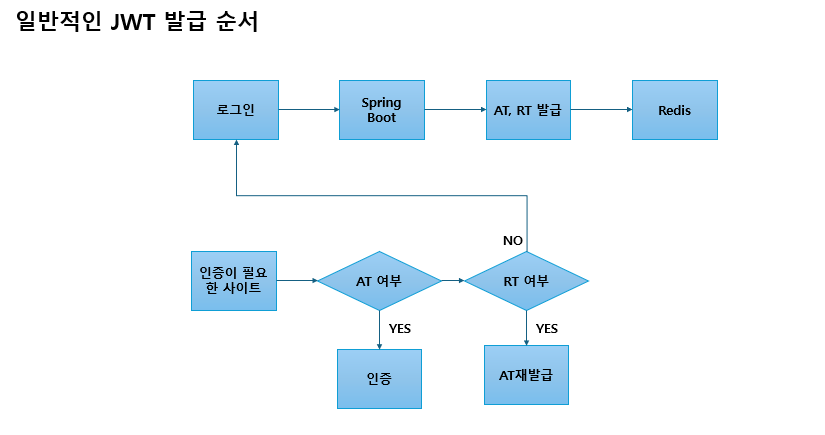 일반적인 JWT 발급 순서
로그인
Spring
Boot
AT, RT 발급
Redis
NO
인증이 필요
한 사이트
AT 여부
RT 여부
YES
YES
인증
AT재발급